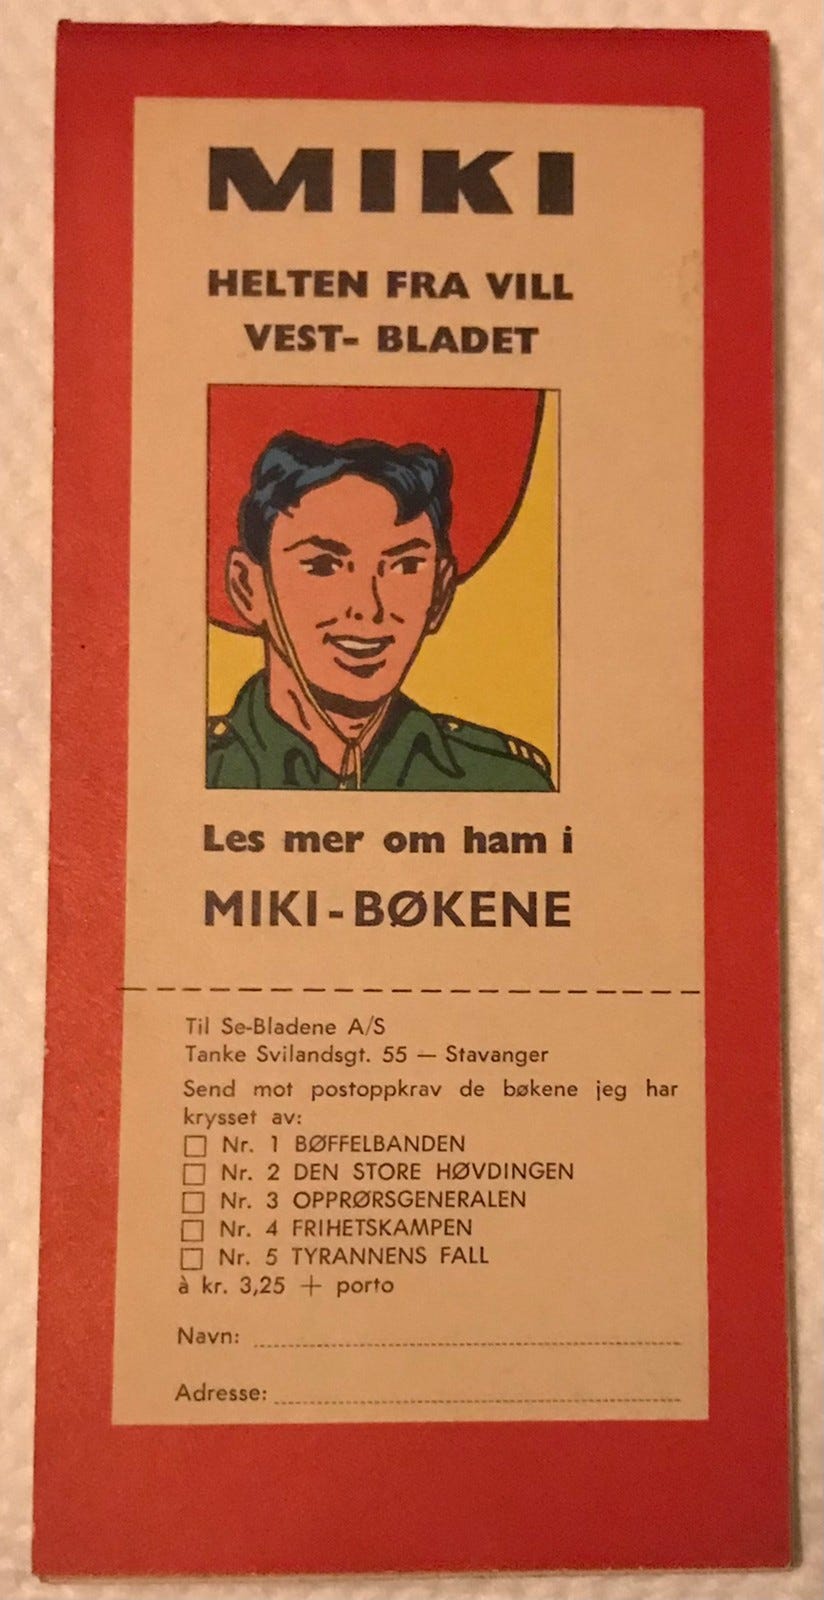 MIKI
HELTEN FRA VILL
VEST- BLADET
Les mer om ham i
MIKI-BØKENE
Til Se-Bladene A/S
Tanke Svilandsgt. 55 — Stavanger
Send mot postoppkrav de bøkene jeg har
krysset av:
Nr. 1 BØFFELBANDEN
Nr. 2 DEN STORE HØVDINGEN
Nr. 3 OPPRØRSGENERALEN
Nr. 4 FRIHETSKAMPEN
Nr. 5 TYRANNENS FALL
à kr. 3,25 + porto
Navn:
Adresse: